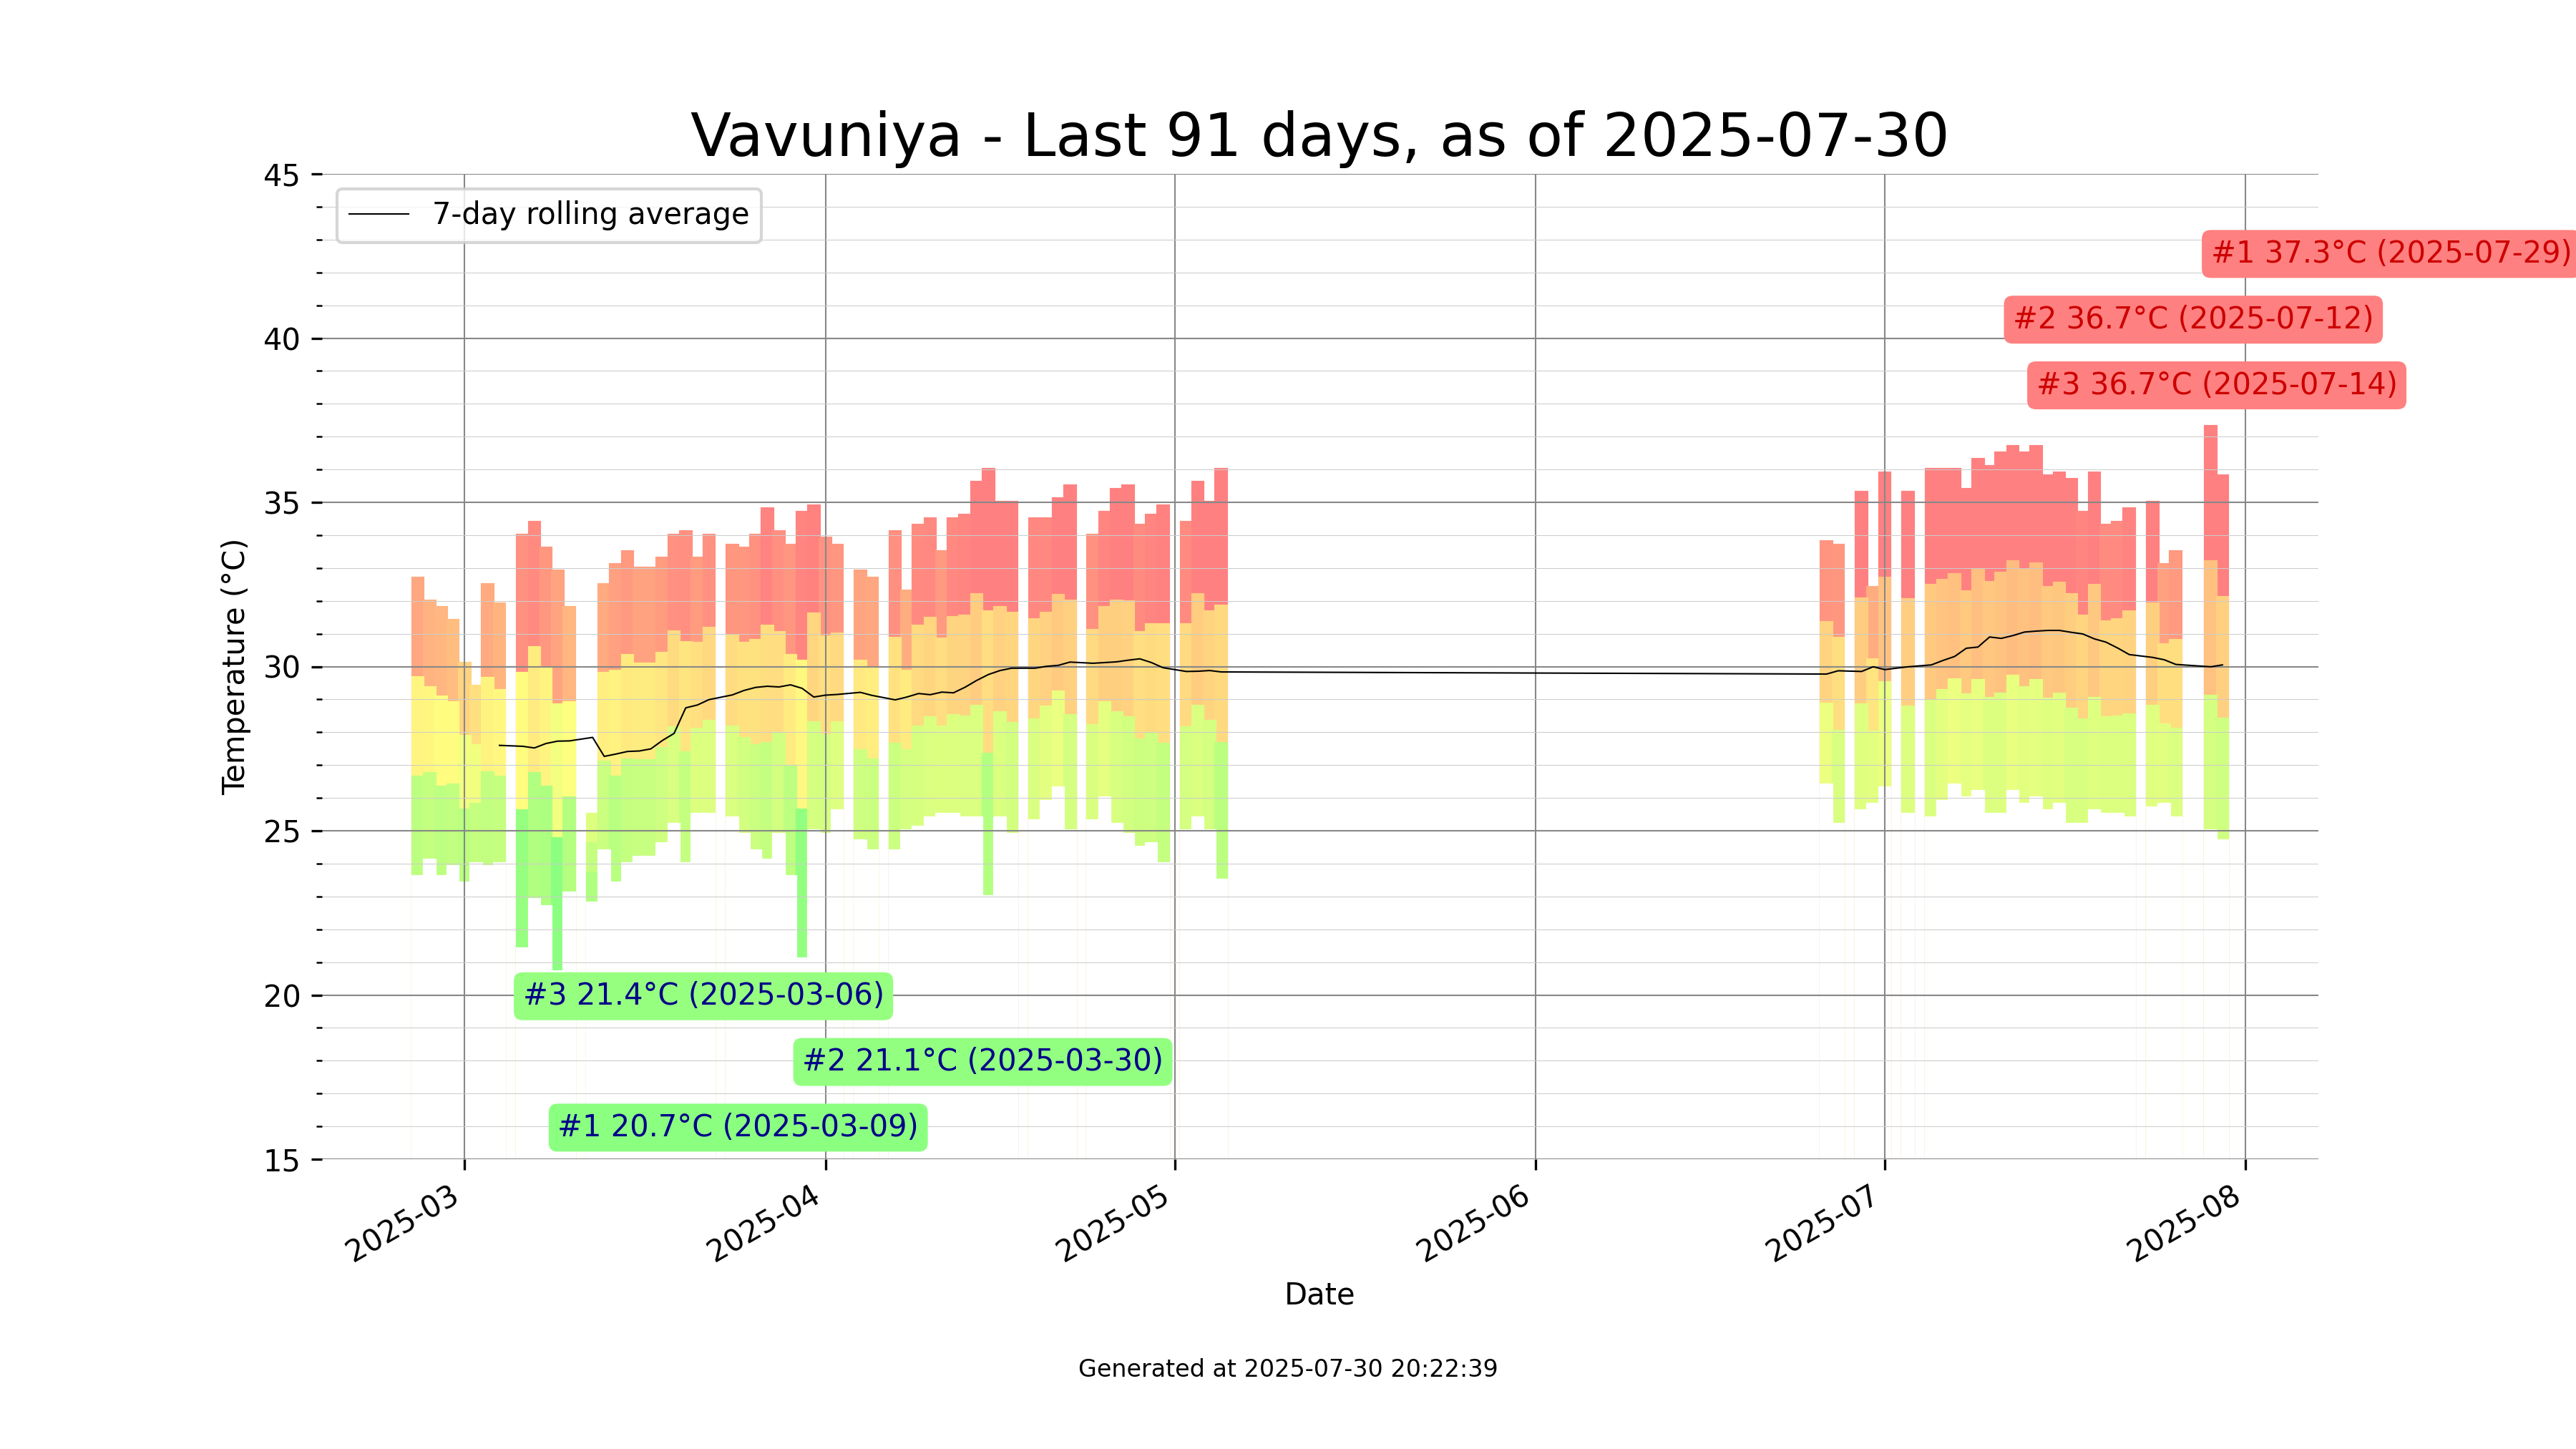 Vavuniya - Last 91 days, as of 2025-07-30
7-day rolling average
#1 37.3°C (2025-07-29)
#2 36.7°C (2025-07-12)
#3 36.7°C (2025-07-14)
45
40
35
30
25
20
15
Temperature (°C)
#3 21.4°C (2025-03-06)
#2 21.1°C (2025-03-30)
#1 20.7°C (2025-03-09)
2025-03
2025-04
2025-05
2025-06
2025-07
2025-08
Date
Generated at 2025-07-30 20:22:39